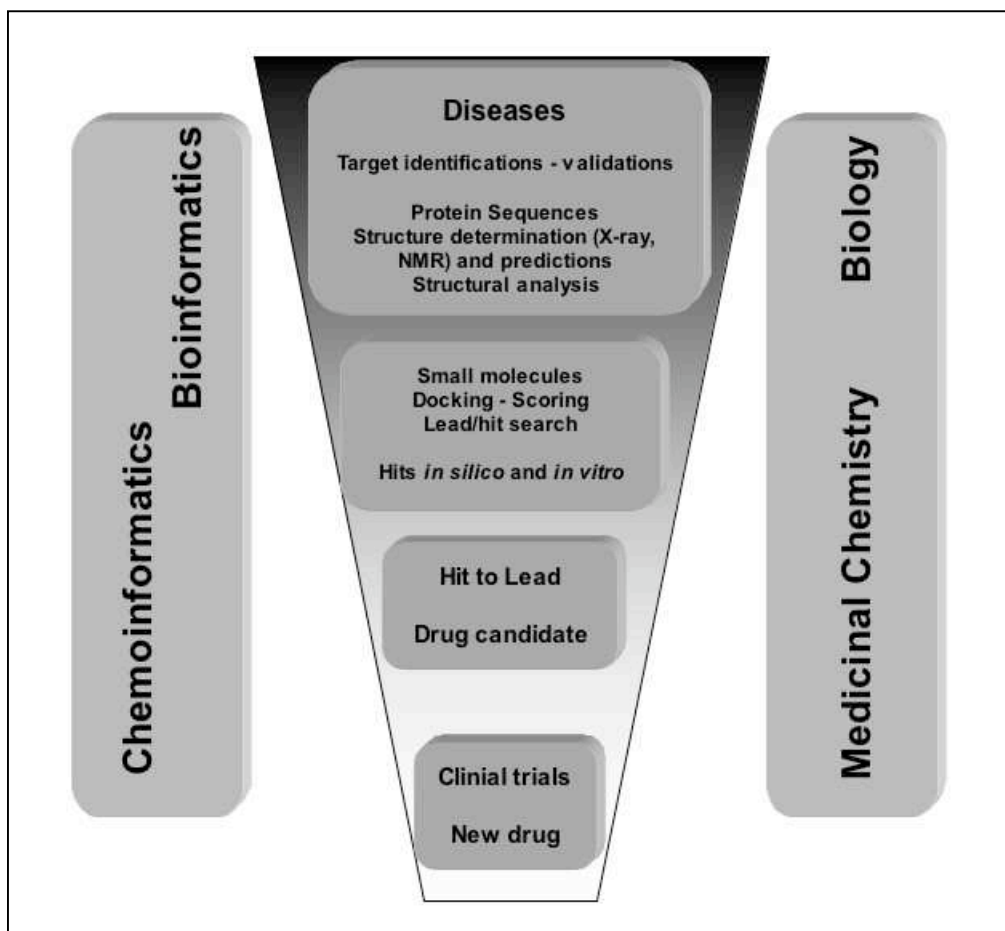 Bioinformatics
Chemoinformatics
Diseases
Target identifications - validations
Protein Sequences
Structure determination (X-ray,
NMR) and predictions
Structural analysis
Small molecules
Docking - Scoring
Lead/hit search
Hits in silico and in vitro
Hit to Lead
Drug candidate
Clinial trials
New drug
Biology
Medicinal Chemistry